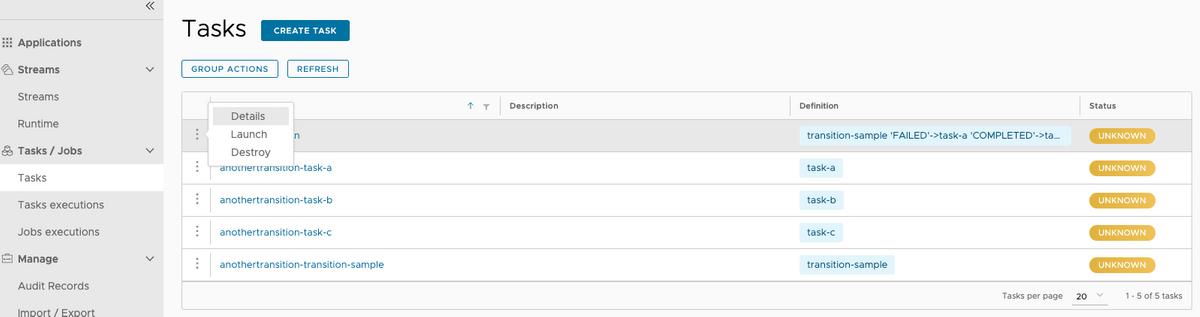 Applications
Streams
Streams
Runtime
Tasks / Jobs
Tasks
Tasks executions
Jobs executions
Manage
Audit Records
Import / Export
Tasks CREATE TASK
GROUP ACTIONS REFRESH
Description Definition Status
Details
Launch
Destroy
transition-sample 'FAILED'->task-a 'COMPLETED'->ta... UNKNOWN
anothertransition-task-a task-a UNKNOWN
anothertransition-task-b task-b UNKNOWN
anothertransition-task-c task-c UNKNOWN
anothertransition-transition-sample transition-sample UNKNOWN
Tasks per page 20 1 - 5 of 5 tasks